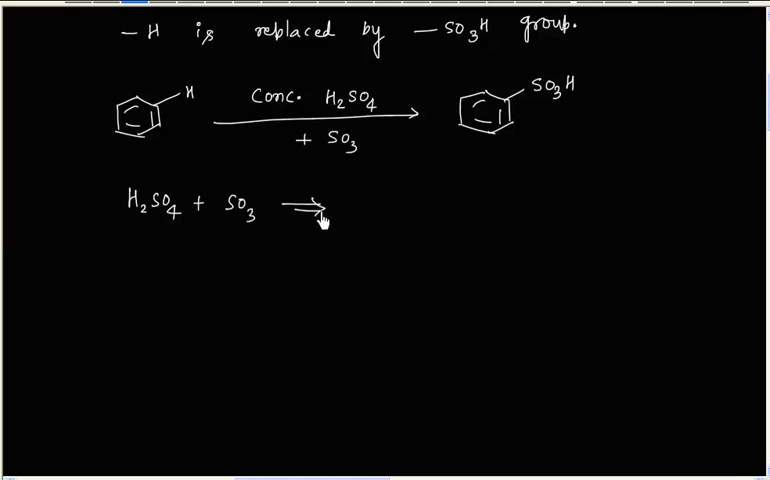 — H is replaced by — SO₃H group.
H Conc. H₂SO₄ SO₃H
+ SO₃
H₂SO₄ + SO₃ ⇌